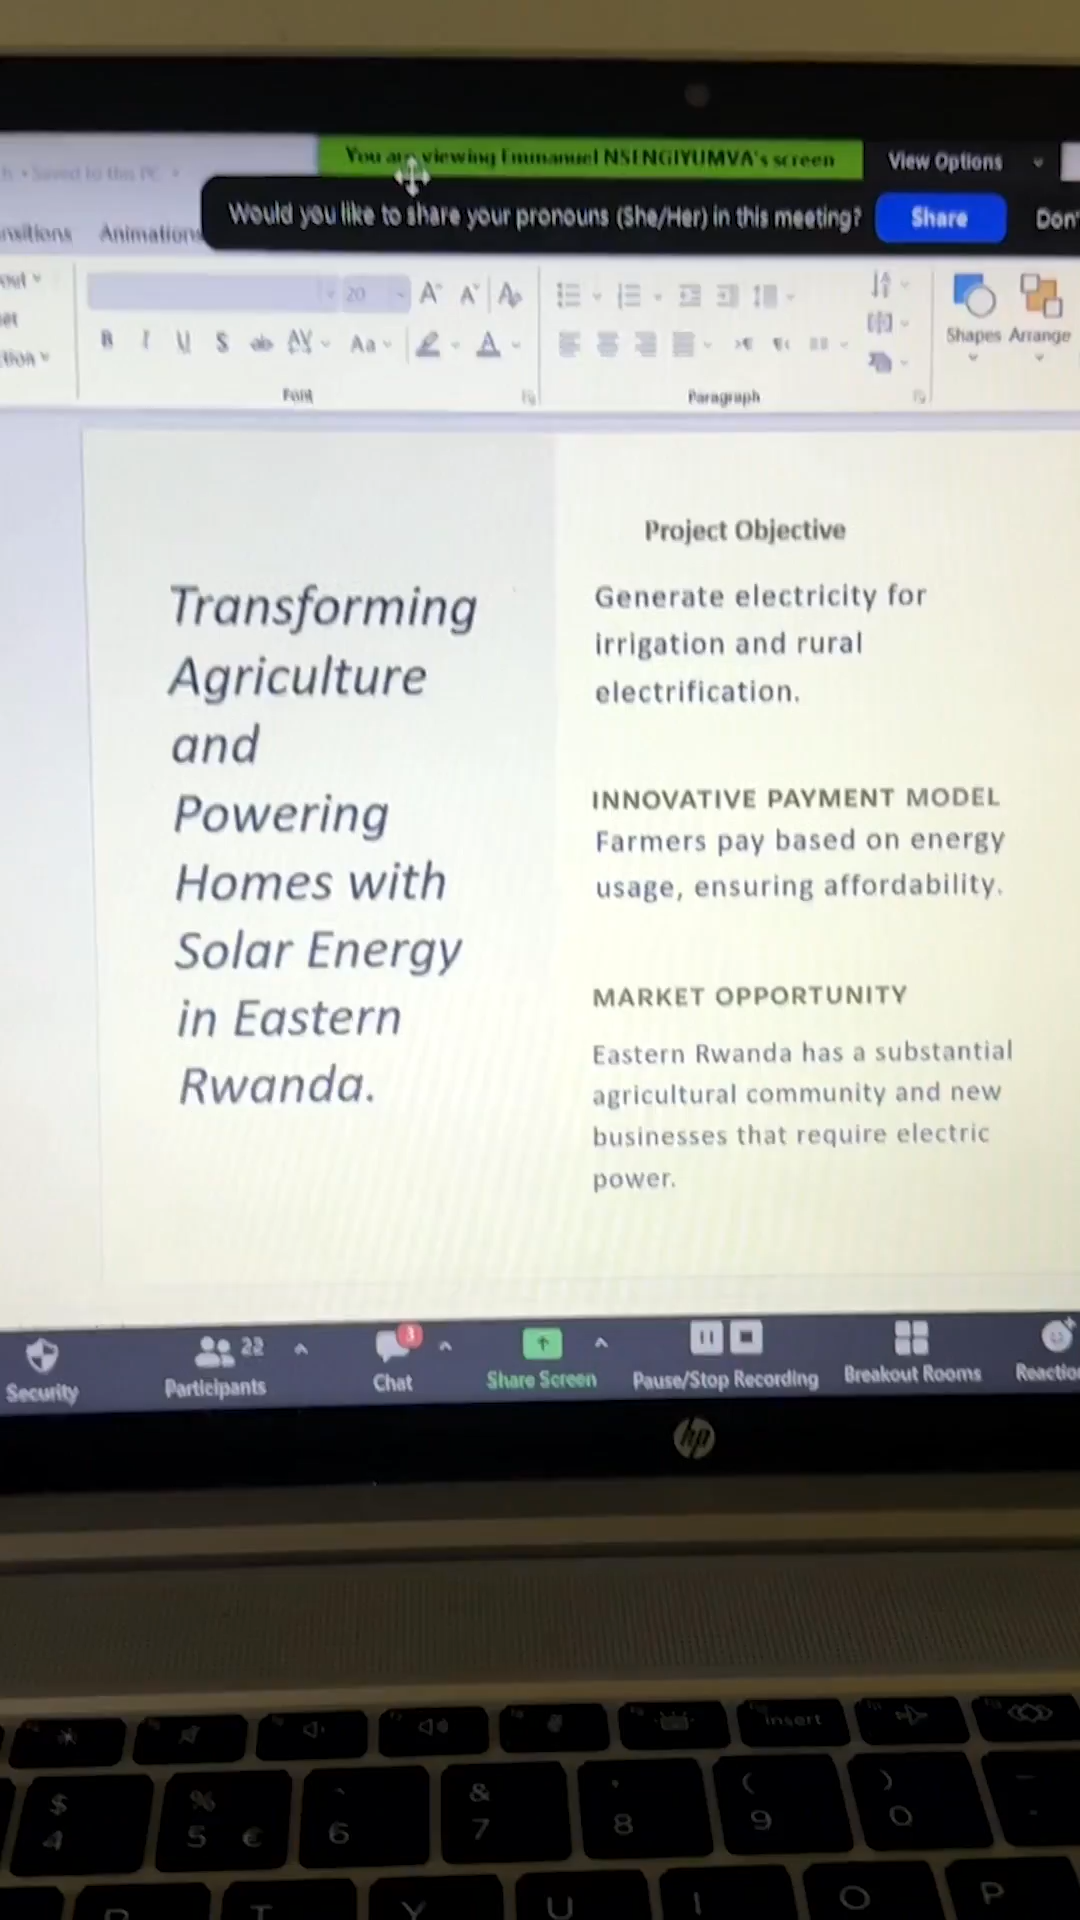 You are viewing Emmanuel NSENGIYUMVA's screen
View Options
Saved to this PC
Would you like to share your pronouns (She/Her) in this meeting?
Share
Don'
nsitions
Animations
20
Aa
Font
Paragraph
Shapes
Arrange
Transforming
Agriculture
and
Powering
Homes with
Solar Energy
in Eastern
Rwanda.
Project Objective
Generate electricity for
irrigation and rural
electrification.
INNOVATIVE PAYMENT MODEL
Farmers pay based on energy
usage, ensuring affordability.
MARKET OPPORTUNITY
Eastern Rwanda has a substantial
agricultural community and new
businesses that require electric
power.
Security
22
Participants
3
Chat
Share Screen
Pause/Stop Recording
Breakout Rooms
Reactio
hp
insert
$ 4
% 5 €
^ 6
& 7
* 8
( 9
) 0
T Y U I O P